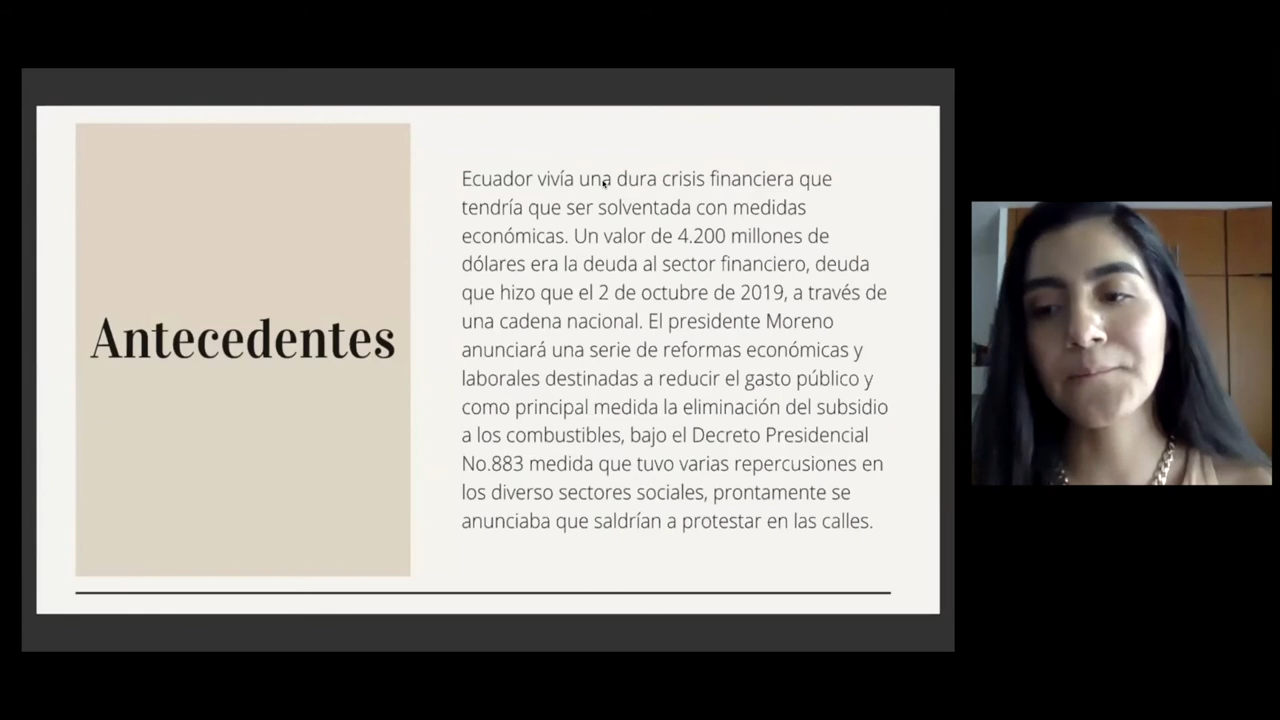 Antecedentes
Ecuador vivía una dura crisis financiera que
tendría que ser solventada con medidas
económicas. Un valor de 4.200 millones de
dólares era la deuda al sector financiero, deuda
que hizo que el 2 de octubre de 2019, a través de
una cadena nacional. El presidente Moreno
anunciará una serie de reformas económicas y
laborales destinadas a reducir el gasto público y
como principal medida la eliminación del subsidio
a los combustibles, bajo el Decreto Presidencial
No.883 medida que tuvo varias repercusiones en
los diverso sectores sociales, prontamente se
anunciaba que saldrían a protestar en las calles.